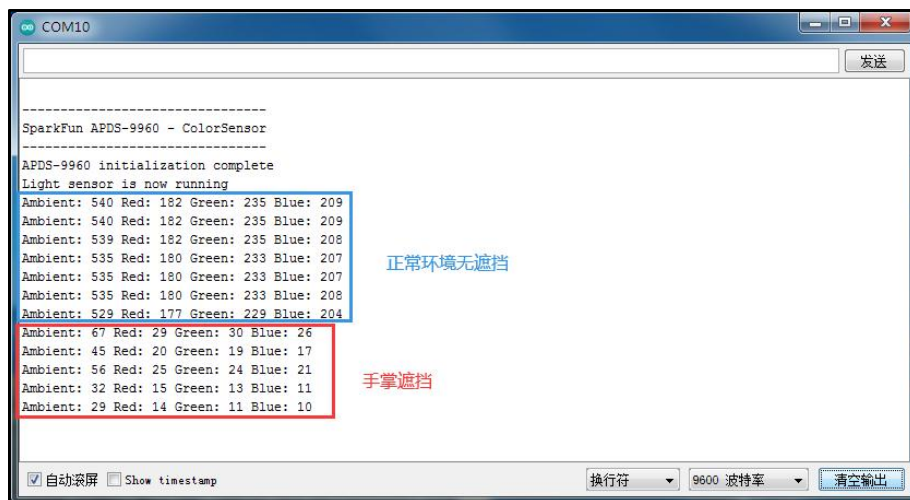 COM10
发送
--------------------------------
SparkFun APDS-9960 - ColorSensor
--------------------------------
APDS-9960 initialization complete
Light sensor is now running
Ambient: 540 Red: 182 Green: 235 Blue: 209
Ambient: 540 Red: 182 Green: 235 Blue: 209
Ambient: 539 Red: 182 Green: 235 Blue: 208
Ambient: 535 Red: 180 Green: 233 Blue: 207
正常环境无遮挡
Ambient: 535 Red: 180 Green: 233 Blue: 207
Ambient: 535 Red: 180 Green: 233 Blue: 208
Ambient: 529 Red: 177 Green: 229 Blue: 204
Ambient: 67 Red: 29 Green: 30 Blue: 26
Ambient: 45 Red: 20 Green: 19 Blue: 17
Ambient: 56 Red: 25 Green: 24 Blue: 21
手掌遮挡
Ambient: 32 Red: 15 Green: 13 Blue: 11
Ambient: 29 Red: 14 Green: 11 Blue: 10
自动滚屏 Show timestamp 换行符 9600 波特率 清空输出